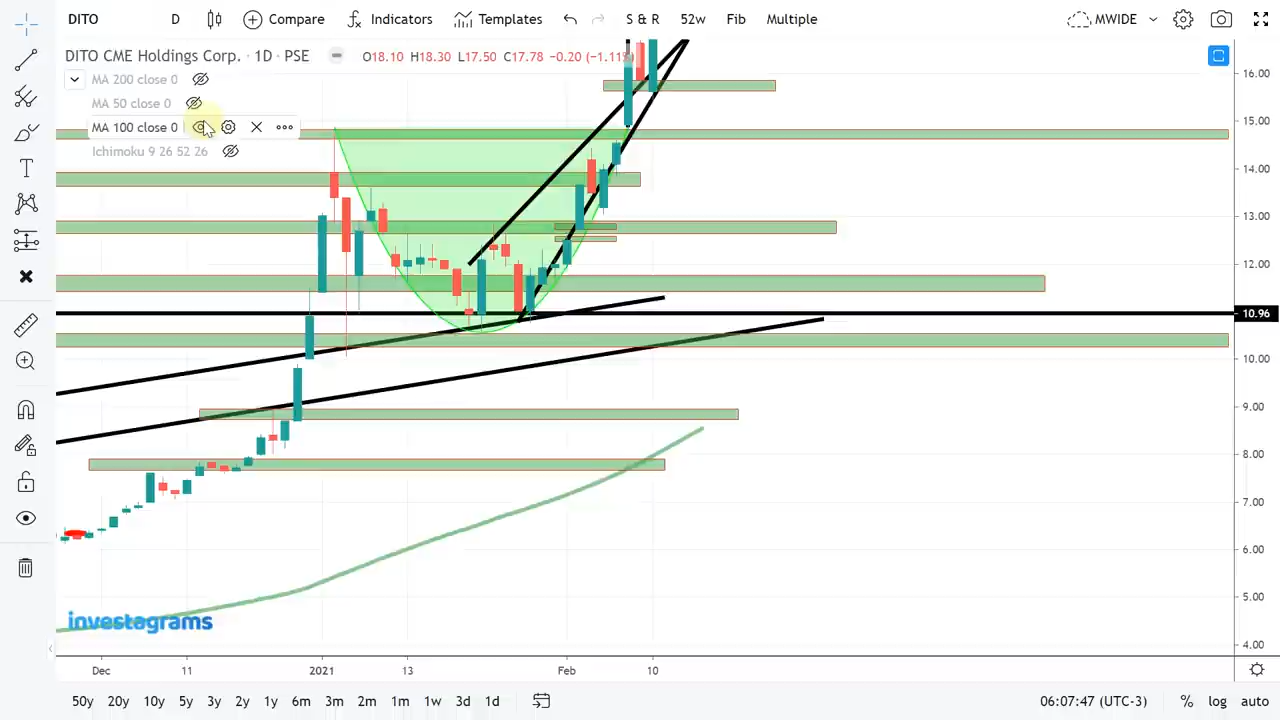 DITO D Compare Indicators Templates S & R 52w Fib Multiple MWIDE
DITO CME Holdings Corp. · 1D · PSE O18.10 H18.30 L17.50 C17.78 −0.20 (−1.11%)
MA 200 close 0
MA 50 close 0
MA 100 close 0
Ichimoku 9 26 52 26
16.00
15.00
14.00
13.00
12.00
10.96
10.00
9.00
8.00
7.00
6.00
5.00
4.00
investagrams
Dec 11 2021 13 Feb 10
50y 20y 10y 5y 3y 2y 1y 6m 3m 2m 1m 1w 3d 1d 06:07:47 (UTC-3) % log auto